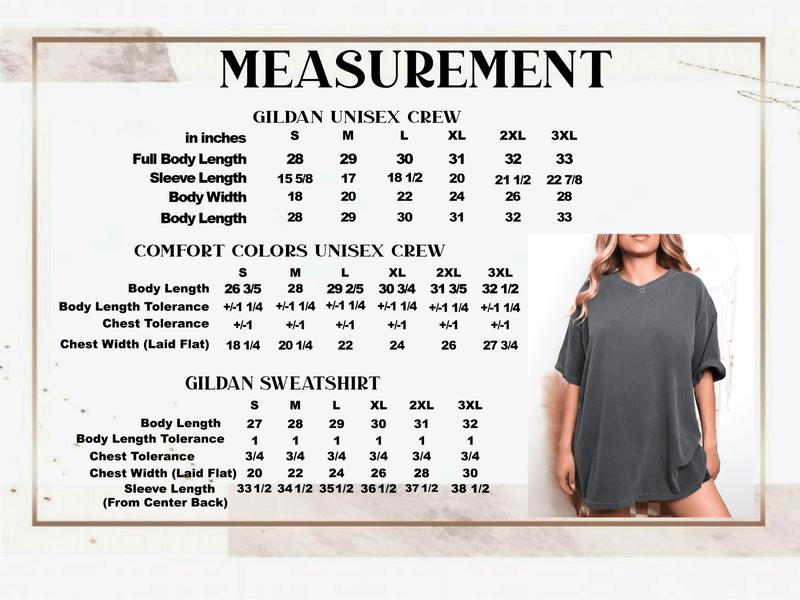 MEASUREMENT
GILDAN UNISEX CREW
in inches S M L XL 2XL 3XL
Full Body Length 28 29 30 31 32 33
Sleeve Length 15 5/8 17 18 1/2 20 21 1/2 22 7/8
Body Width 18 20 22 24 26 28
Body Length 28 29 30 31 32 33
COMFORT COLORS UNISEX CREW
S M L XL 2XL 3XL
Body Length 26 3/5 28 29 2/5 30 3/4 31 3/5 32 1/2
Body Length Tolerance +/-1 1/4 +/-1 1/4 +/-1 1/4 +/-1 1/4 +/-1 1/4 +/-1 1/4
Chest Tolerance +/-1 +/-1 +/-1 +/-1 +/-1 +/-1
Chest Width (Laid Flat) 18 1/4 20 1/4 22 24 26 27 3/4
GILDAN SWEATSHIRT
S M L XL 2XL 3XL
Body Length 27 28 29 30 31 32
Body Length Tolerance 1 1 1 1 1 1
Chest Tolerance 3/4 3/4 3/4 3/4 3/4 3/4
Chest Width (Laid Flat) 20 22 24 26 28 30
Sleeve Length 33 1/2 34 1/2 35 1/2 36 1/2 37 1/2 38 1/2
(From Center Back)